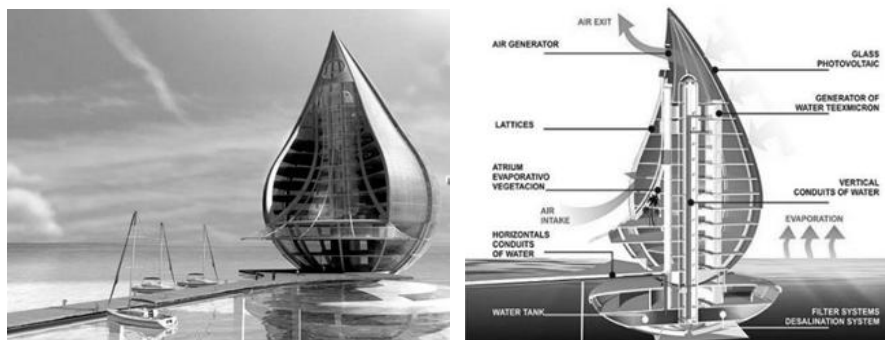 AIR EXIT
AIR GENERATOR
GLASS
PHOTOVOLTAIC
GENERATOR OF
WATER TEEXMICRON
LATTICES
ATRIUM
EVAPORATIVO
VEGETACION
VERTICAL
CONDUITS OF WATER
AIR
INTAKE
EVAPORATION
HORIZONTALS
CONDUITS
OF WATER
WATER TANK
FILTER SYSTEMS
DESALINATION SYSTEM